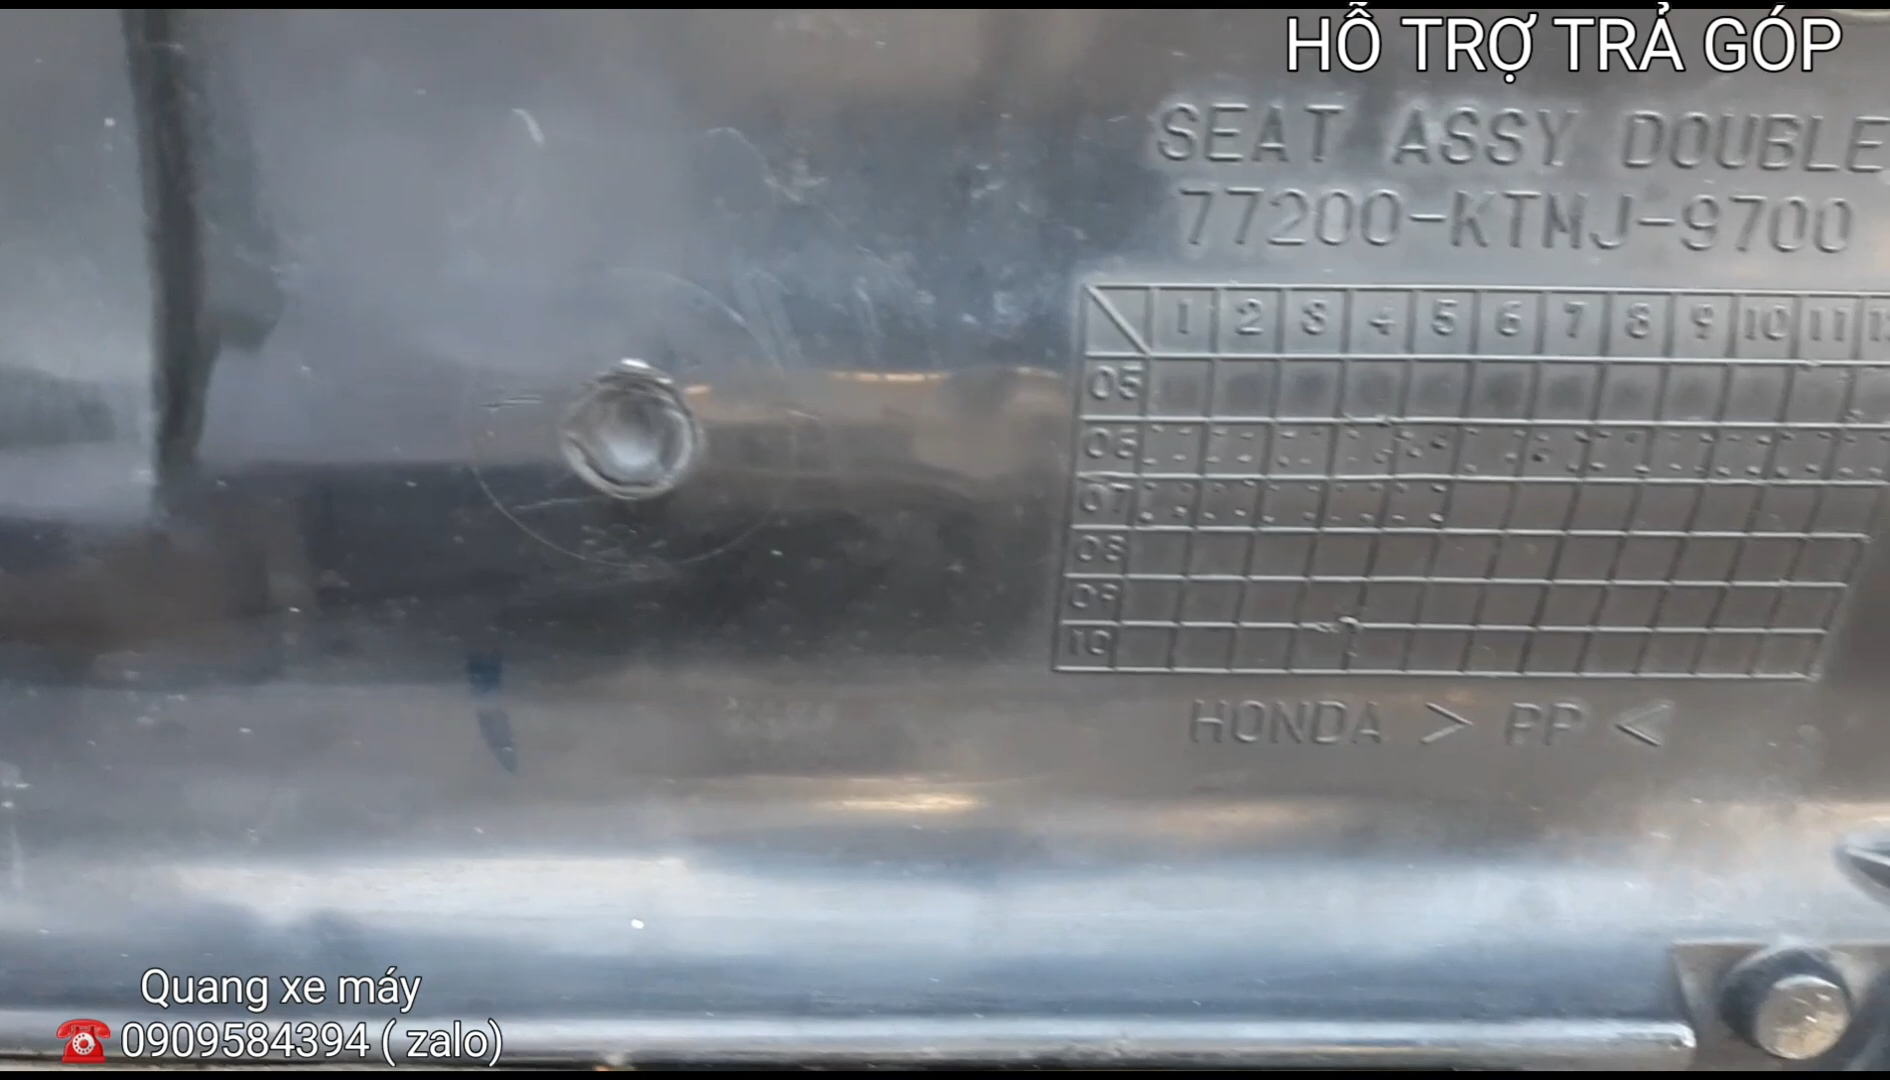 HỖ TRỢ TRẢ GÓP
SEAT ASSY DOUBLE
77200-KTMJ-9700
1 2 3 4 5 6 7 8 9 10 11
05
06
07
08
09
10
HONDA > PP <
Quang xe máy
☎️ 0909584394 ( zalo)